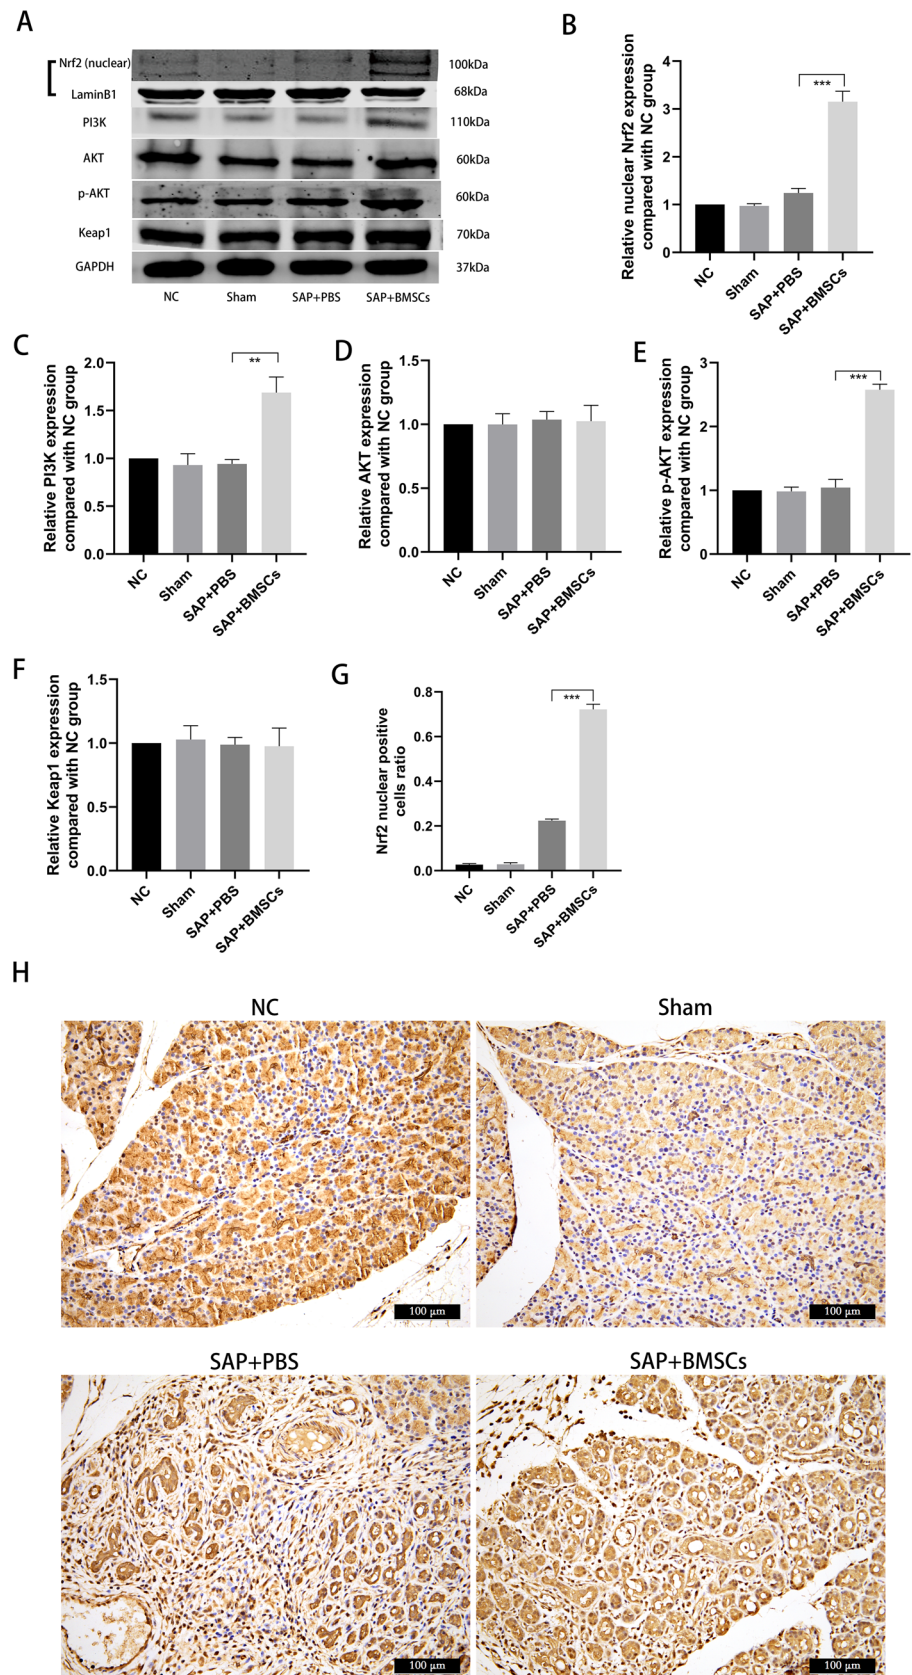 A
Nrf2 (nuclear)
100kDa
LaminB1
68kDa
PI3K
110kDa
AKT
60kDa
p-AKT
60kDa
Keap1
70kDa
GAPDH
37kDa
NC Sham SAP+PBS SAP+BMSCs
B
Relative nuclear Nrf2 expression
compared with NC group
4
3
2
1
0
***
NC Sham SAP+PBS SAP+BMSCs
C
Relative PI3K expression
compared with NC group
2.0
1.5
1.0
0.5
0.0
**
NC Sham SAP+PBS SAP+BMSCs
D
Relative AKT expression
compared with NC group
1.5
1.0
0.5
0.0
NC Sham SAP+PBS SAP+BMSCs
E
Relative p-AKT expression
compared with NC group
3
2
1
0
***
NC Sham SAP+PBS SAP+BMSCs
F
Relative Keap1 expression
compared with NC group
1.5
1.0
0.5
0.0
NC Sham SAP+PBS SAP+BMSCs
G
Nrf2 nuclear positive
cells ratio
0.8
0.6
0.4
0.2
0.0
***
NC Sham SAP+PBS SAP+BMSCs
H
NC
100 μm
Sham
100 μm
SAP+PBS
100 μm
SAP+BMSCs
100 μm